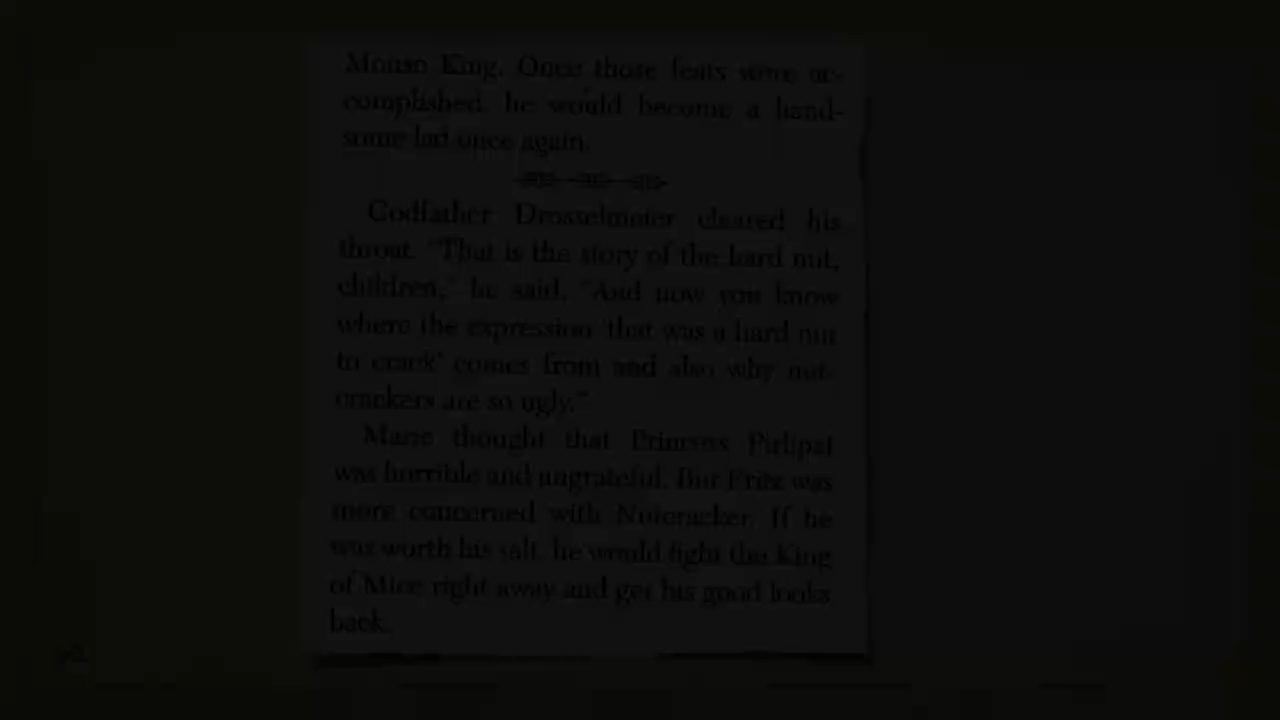 Mouse King. Once those feats were ac-
complished, he would become a hand-
some lad once again.
Godfather Drosselmeier cleared his
throat. "That is the story of the hard nut,
children," he said. "And now you know
where the expression 'that was a hard nut
to crack' comes from and also why nut-
crackers are so ugly."
Marie thought that Princess Pirlipat
was horrible and ungrateful. But Fritz was
more concerned with Nutcracker. If he
was worth his salt, he would fight the King
of Mice right away and get his good looks
back.